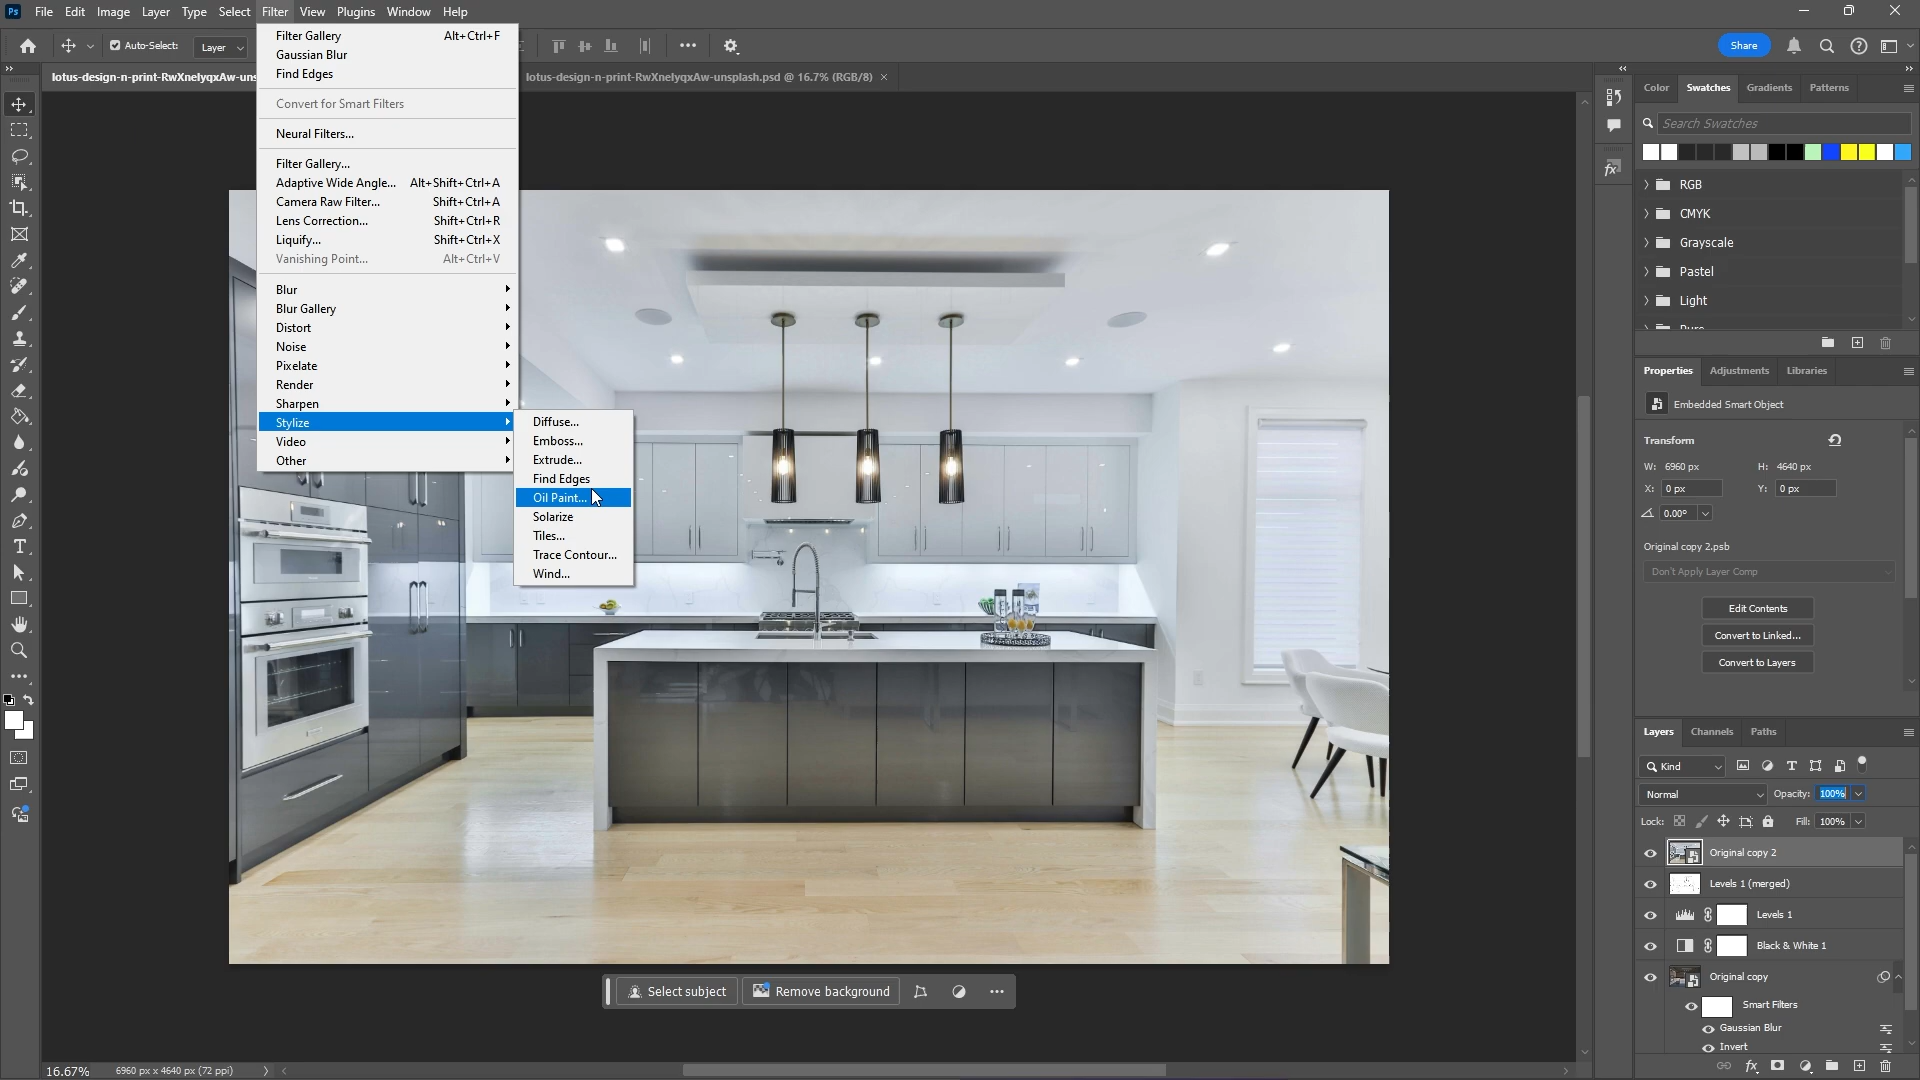 Ps File Edit Image Layer Type Select Filter View Plugins Window Help
Auto-Select: Layer
Share
lotus-design-n-print-RwXnelyqxAw-uns
lotus-design-n-print-RwXnelyqxAw-unsplash.psd @ 16.7% (RGB/8)
Filter Gallery Alt+Ctrl+F
Gaussian Blur
Find Edges
Convert for Smart Filters
Neural Filters...
Filter Gallery...
Adaptive Wide Angle... Alt+Shift+Ctrl+A
Camera Raw Filter... Shift+Ctrl+A
Lens Correction... Shift+Ctrl+R
Liquify... Shift+Ctrl+X
Vanishing Point... Alt+Ctrl+V
Blur
Blur Gallery
Distort
Noise
Pixelate
Render
Sharpen
Stylize
Video
Other
Diffuse...
Emboss...
Extrude...
Find Edges
Oil Paint...
Solarize
Tiles...
Trace Contour...
Wind...
Select subject
Remove background
16.67% 6960 px x 4640 px (72 ppi)
Color Swatches Gradients Patterns
Search Swatches
RGB
CMYK
Grayscale
Pastel
Light
Pure
Properties Adjustments Libraries
Embedded Smart Object
Transform
W: 6960 px H: 4640 px
X: 0 px Y: 0 px
0.00°
Original copy 2.psb
Don't Apply Layer Comp
Edit Contents
Convert to Linked...
Convert to Layers
Layers Channels Paths
Kind
Normal Opacity: 100%
Lock: Fill: 100%
Original copy 2
Levels 1 (merged)
Levels 1
Black & White 1
Original copy
Smart Filters
Gaussian Blur
Invert
fx